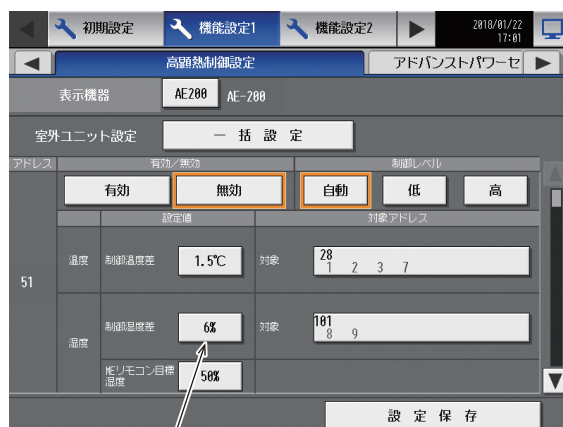 初期設定 機能設定1 機能設定2 2018/01/22
17:01
高顕熱制御設定 アドバンストパワーセ
表示機器 AE200 AE-200
室外ユニット設定 一 括 設 定
アドレス 有効/無効 制御レベル
有効 無効 自動 低 高
設定値 対象アドレス
温度 制御温度差 1.5℃ 対象 28
1 2 3 7
51
湿度 制御湿度差 6% 対象 101
8 9
MEリモコン目標
湿度 50%
設 定 保 存